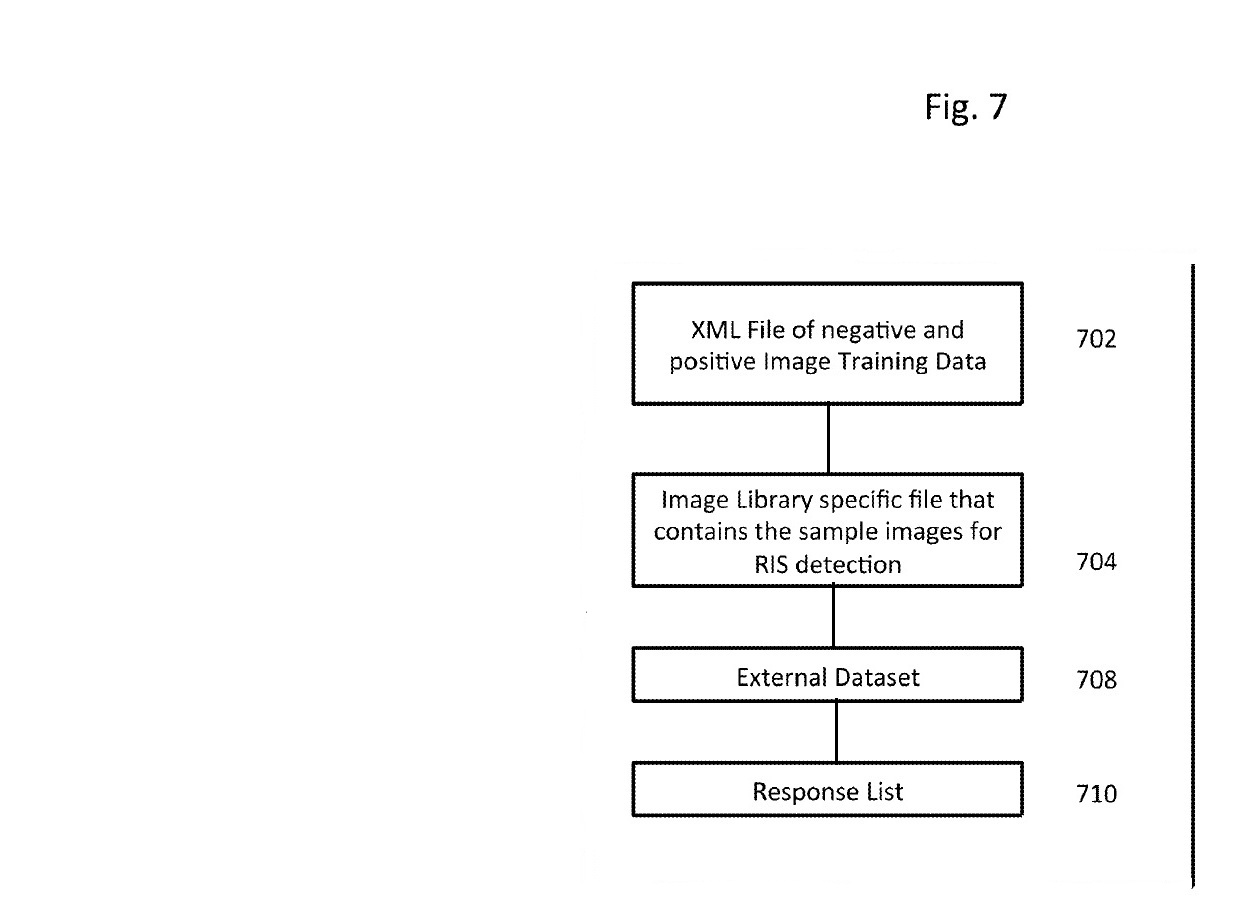 Fig. 7
XML File of negative and
positive Image Training Data
702
Image Library specific file that
contains the sample images for
RIS detection
704
External Dataset
708
Response List
710